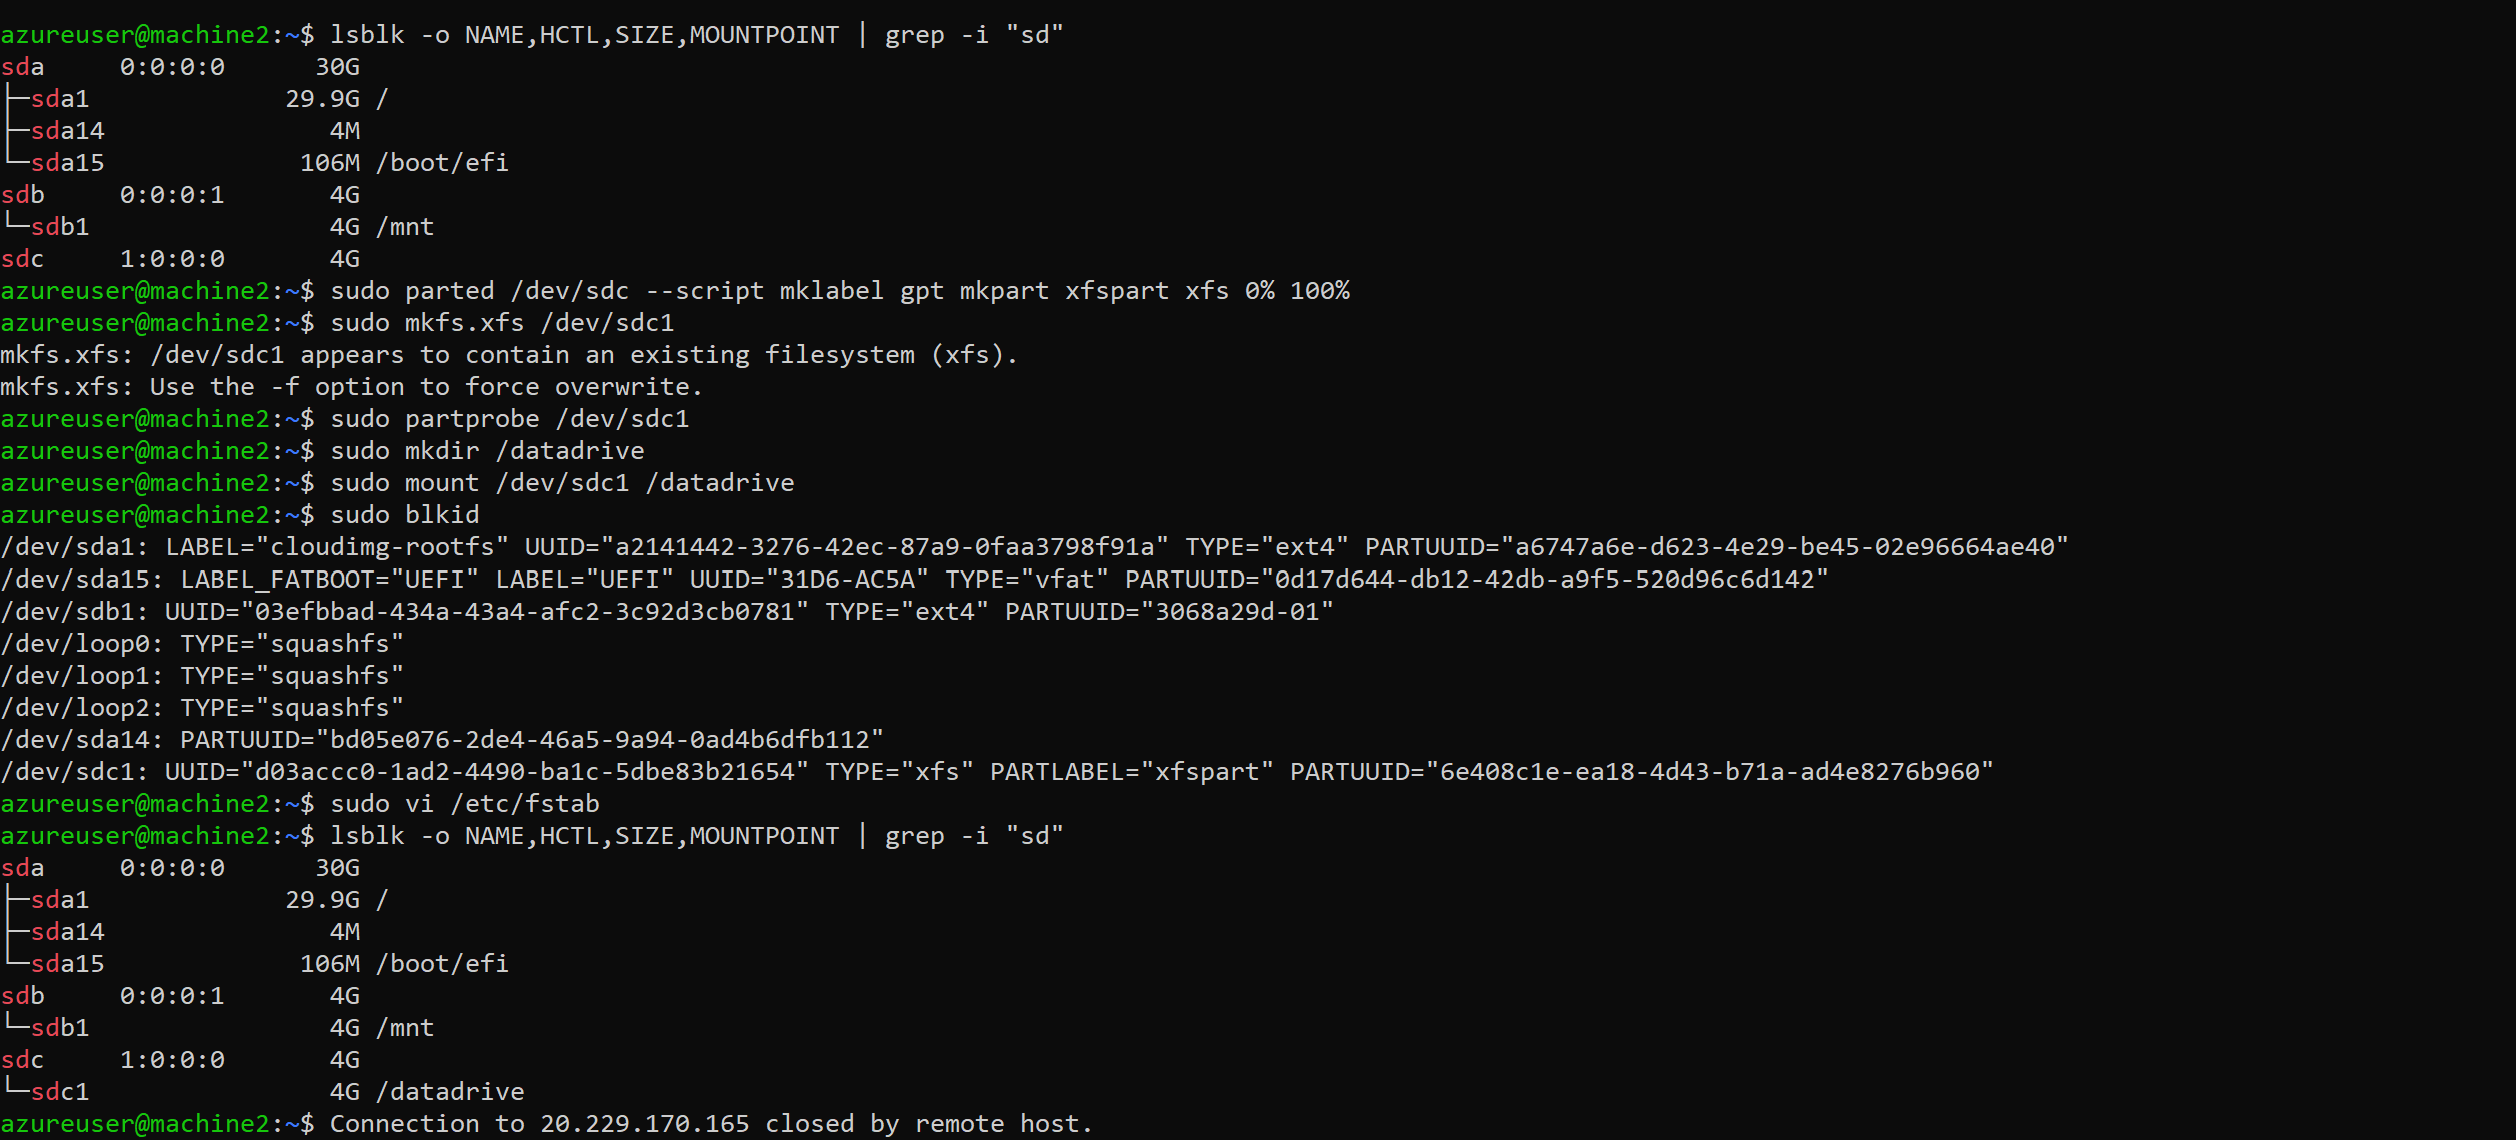 azureuser@machine2:~$ lsblk -o NAME,HCTL,SIZE,MOUNTPOINT | grep -i "sd"
sda     0:0:0:0      30G
├─sda1             29.9G /
├─sda14               4M
└─sda15             106M /boot/efi
sdb     0:0:0:1       4G
└─sdb1                4G /mnt
sdc     1:0:0:0       4G
azureuser@machine2:~$ sudo parted /dev/sdc --script mklabel gpt mkpart xfspart xfs 0% 100%
azureuser@machine2:~$ sudo mkfs.xfs /dev/sdc1
mkfs.xfs: /dev/sdc1 appears to contain an existing filesystem (xfs).
mkfs.xfs: Use the -f option to force overwrite.
azureuser@machine2:~$ sudo partprobe /dev/sdc1
azureuser@machine2:~$ sudo mkdir /datadrive
azureuser@machine2:~$ sudo mount /dev/sdc1 /datadrive
azureuser@machine2:~$ sudo blkid
/dev/sda1: LABEL="cloudimg-rootfs" UUID="a2141442-3276-42ec-87a9-0faa3798f91a" TYPE="ext4" PARTUUID="a6747a6e-d623-4e29-be45-02e96664ae40"
/dev/sda15: LABEL_FATBOOT="UEFI" LABEL="UEFI" UUID="31D6-AC5A" TYPE="vfat" PARTUUID="0d17d644-db12-42db-a9f5-520d96c6d142"
/dev/sdb1: UUID="03efbbad-434a-43a4-afc2-3c92d3cb0781" TYPE="ext4" PARTUUID="3068a29d-01"
/dev/loop0: TYPE="squashfs"
/dev/loop1: TYPE="squashfs"
/dev/loop2: TYPE="squashfs"
/dev/sda14: PARTUUID="bd05e076-2de4-46a5-9a94-0ad4b6dfb112"
/dev/sdc1: UUID="d03accc0-1ad2-4490-ba1c-5dbe83b21654" TYPE="xfs" PARTLABEL="xfspart" PARTUUID="6e408c1e-ea18-4d43-b71a-ad4e8276b960"
azureuser@machine2:~$ sudo vi /etc/fstab
azureuser@machine2:~$ lsblk -o NAME,HCTL,SIZE,MOUNTPOINT | grep -i "sd"
sda     0:0:0:0      30G
├─sda1             29.9G /
├─sda14               4M
└─sda15             106M /boot/efi
sdb     0:0:0:1       4G
└─sdb1                4G /mnt
sdc     1:0:0:0       4G
└─sdc1                4G /datadrive
azureuser@machine2:~$ Connection to 20.229.170.165 closed by remote host.